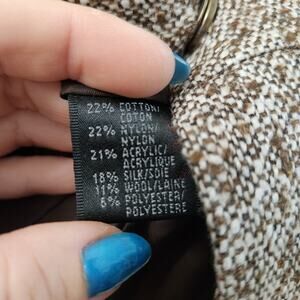 22% COTTON/
COTON
22% NYLON/
NYLON
21% ACRYLIC/
ACRYLIQUE
18% SILK/SOIE
11% WOOL/LAINE
6% POLYESTER/
POLYESTERE